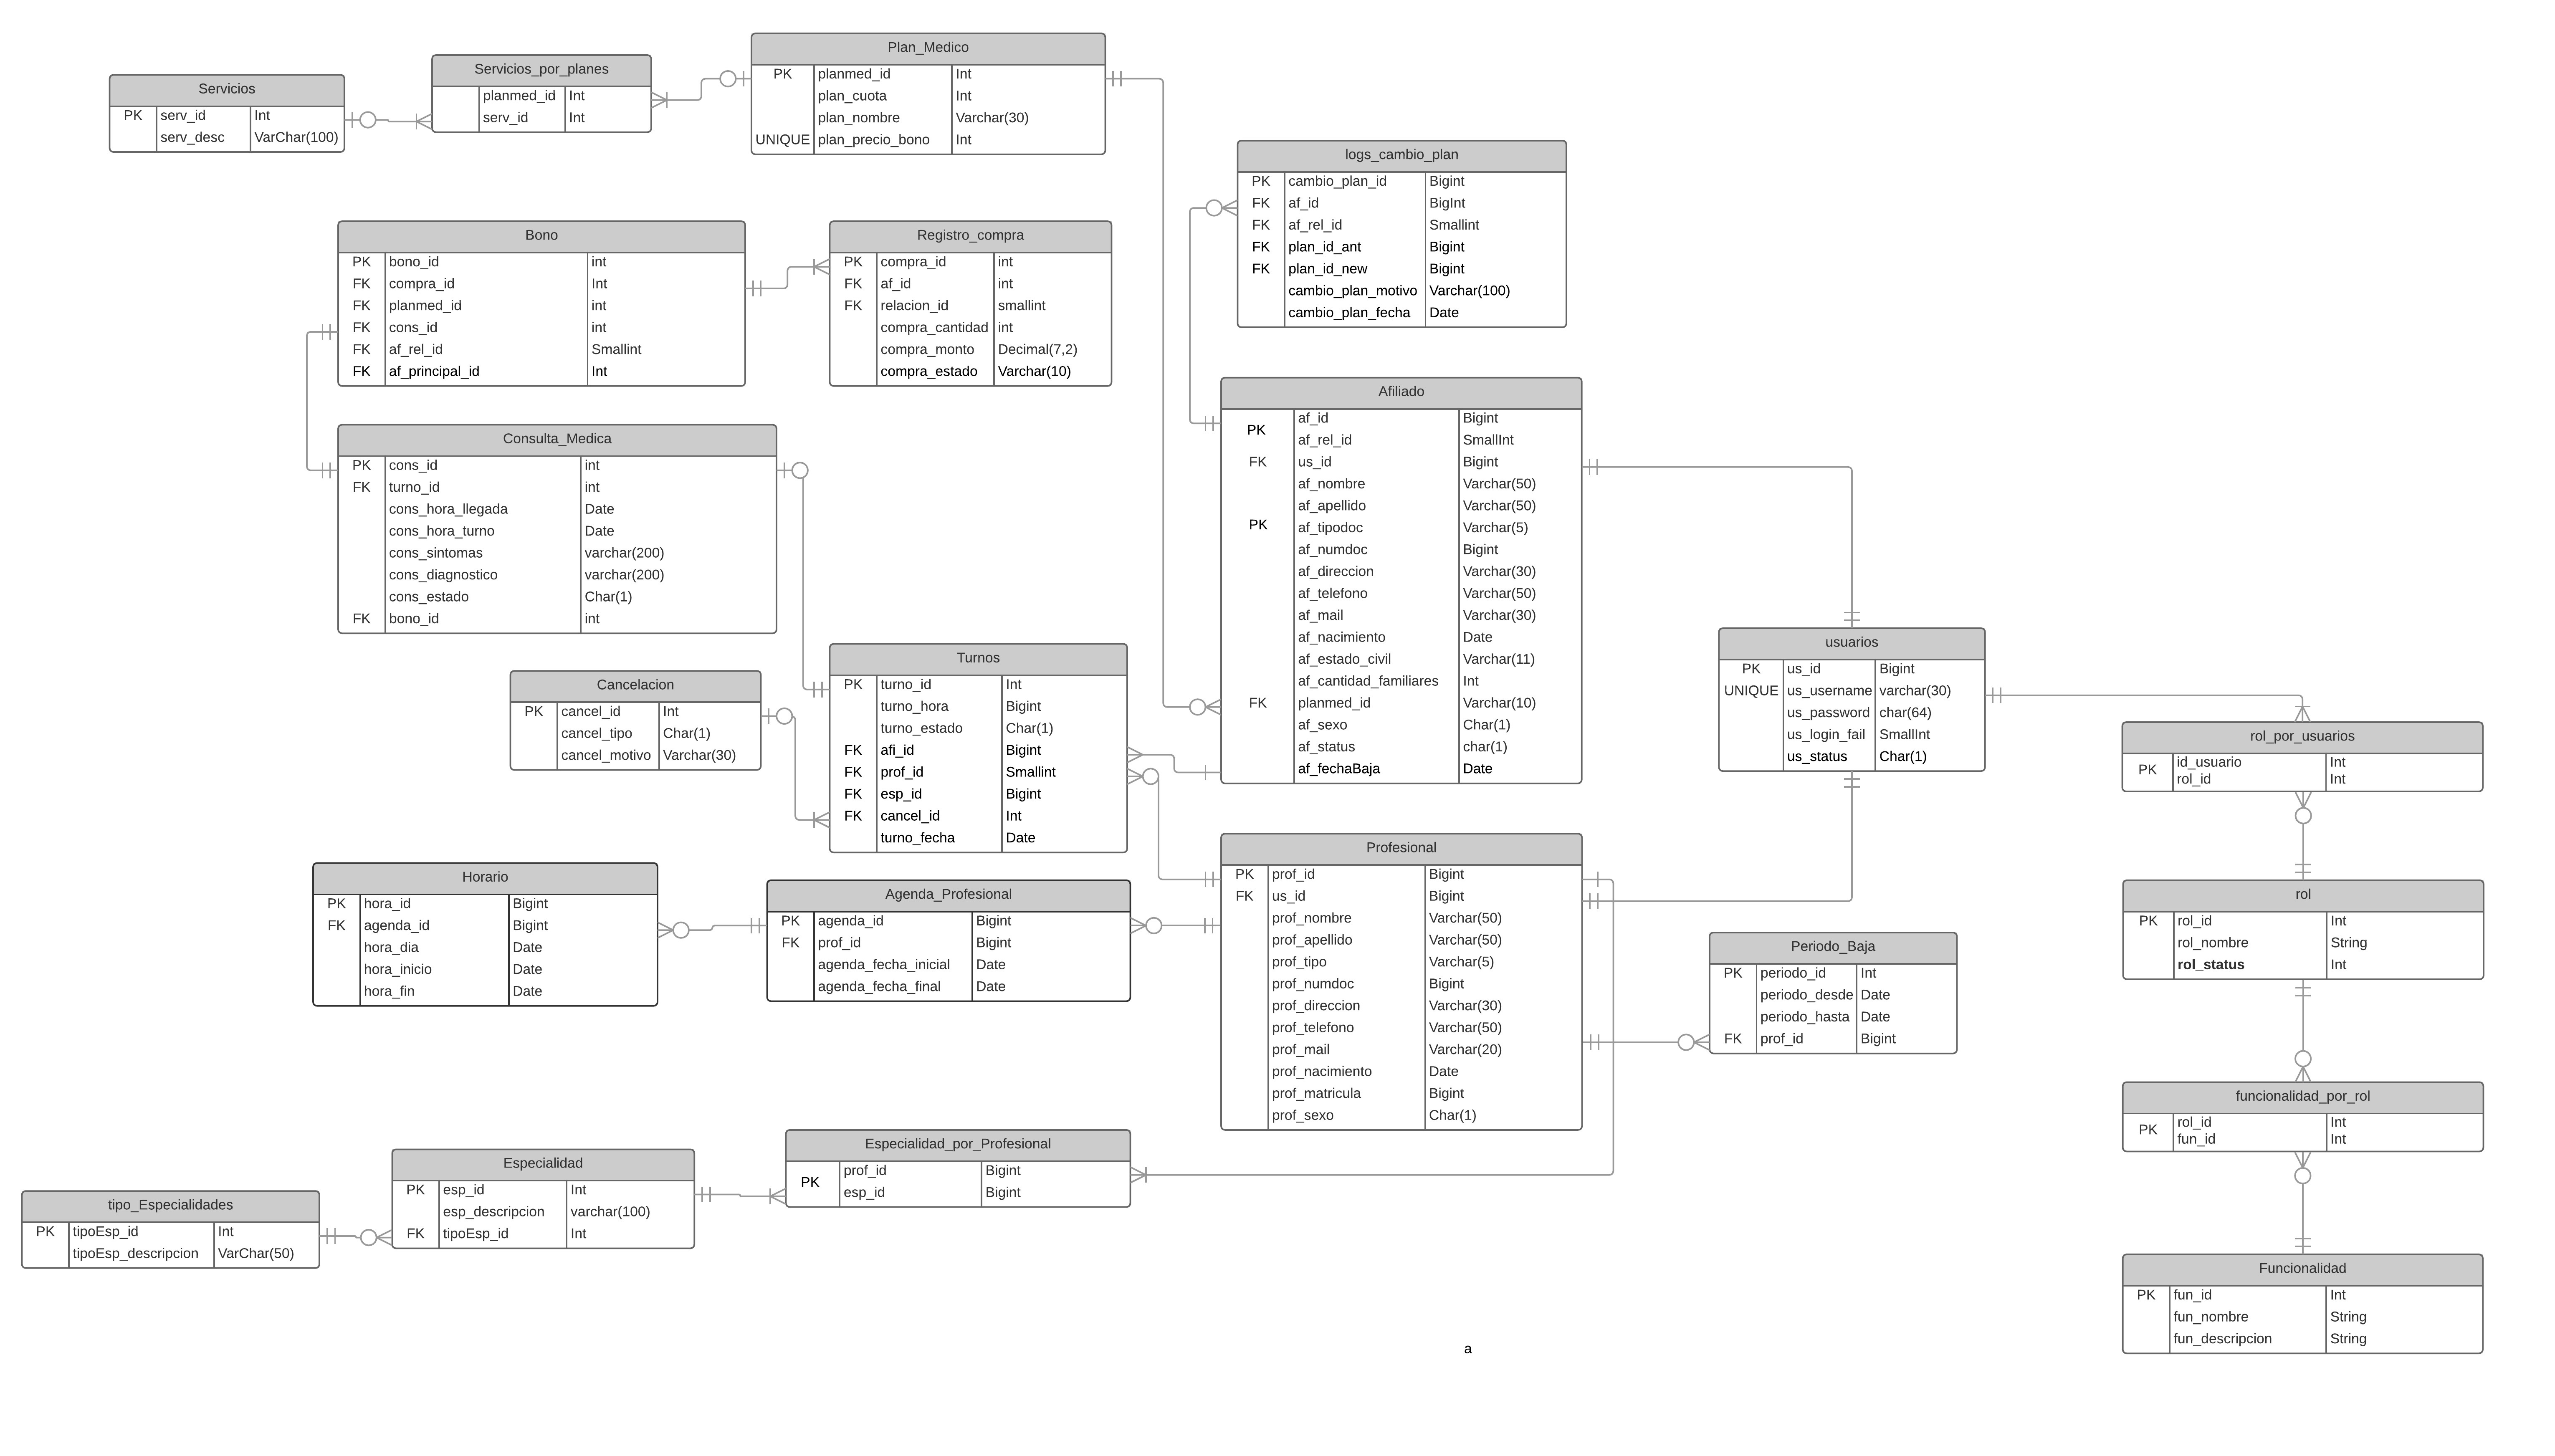 Servicios
PK serv_id Int
serv_desc VarChar(100)
Servicios_por_planes
planmed_id Int
serv_id Int
Plan_Medico
PK planmed_id Int
plan_cuota Int
plan_nombre Varchar(30)
UNIQUE plan_precio_bono Int
logs_cambio_plan
PK cambio_plan_id Bigint
FK af_id BigInt
FK af_rel_id Smallint
FK plan_id_ant Bigint
FK plan_id_new Bigint
cambio_plan_motivo Varchar(100)
cambio_plan_fecha Date
Bono
PK bono_id int
FK compra_id Int
FK planmed_id int
FK cons_id int
FK af_rel_id Smallint
FK af_principal_id Int
Registro_compra
PK compra_id int
FK af_id int
FK relacion_id smallint
compra_cantidad int
compra_monto Decimal(7,2)
compra_estado Varchar(10)
Afiliado
PK
af_id Bigint
af_rel_id SmallInt
FK us_id Bigint
af_nombre Varchar(50)
af_apellido Varchar(50)
PK af_tipodoc Varchar(5)
af_numdoc Bigint
af_direccion Varchar(30)
af_telefono Varchar(50)
af_mail Varchar(30)
af_nacimiento Date
af_estado_civil Varchar(11)
af_cantidad_familiares Int
FK planmed_id Varchar(10)
af_sexo Char(1)
af_status char(1)
af_fechaBaja Date
Consulta_Medica
PK cons_id int
FK turno_id int
cons_hora_llegada Date
cons_hora_turno Date
cons_sintomas varchar(200)
cons_diagnostico varchar(200)
cons_estado Char(1)
FK bono_id int
Cancelacion
PK cancel_id Int
cancel_tipo Char(1)
cancel_motivo Varchar(30)
Turnos
PK turno_id Int
turno_hora Bigint
turno_estado Char(1)
FK afi_id Bigint
FK prof_id Smallint
FK esp_id Bigint
FK cancel_id Int
turno_fecha Date
usuarios
PK us_id Bigint
UNIQUE us_username varchar(30)
us_password char(64)
us_login_fail SmallInt
us_status Char(1)
rol_por_usuarios
PK
id_usuario Int
rol_id Int
Horario
PK hora_id Bigint
FK agenda_id Bigint
hora_dia Date
hora_inicio Date
hora_fin Date
Agenda_Profesional
PK agenda_id Bigint
FK prof_id Bigint
agenda_fecha_inicial Date
agenda_fecha_final Date
Profesional
PK prof_id Bigint
FK us_id Bigint
prof_nombre Varchar(50)
prof_apellido Varchar(50)
prof_tipo Varchar(5)
prof_numdoc Bigint
prof_direccion Varchar(30)
prof_telefono Varchar(50)
prof_mail Varchar(20)
prof_nacimiento Date
prof_matricula Bigint
prof_sexo Char(1)
Periodo_Baja
PK periodo_id Int
periodo_desde Date
periodo_hasta Date
FK prof_id Bigint
rol
PK rol_id Int
rol_nombre String
rol_status Int
funcionalidad_por_rol
PK
rol_id Int
fun_id Int
tipo_Especialidades
PK tipoEsp_id Int
tipoEsp_descripcion VarChar(50)
Especialidad
PK esp_id Int
esp_descripcion varchar(100)
FK tipoEsp_id Int
Especialidad_por_Profesional
PK
prof_id Bigint
esp_id Bigint
Funcionalidad
PK fun_id Int
fun_nombre String
fun_descripcion String
a